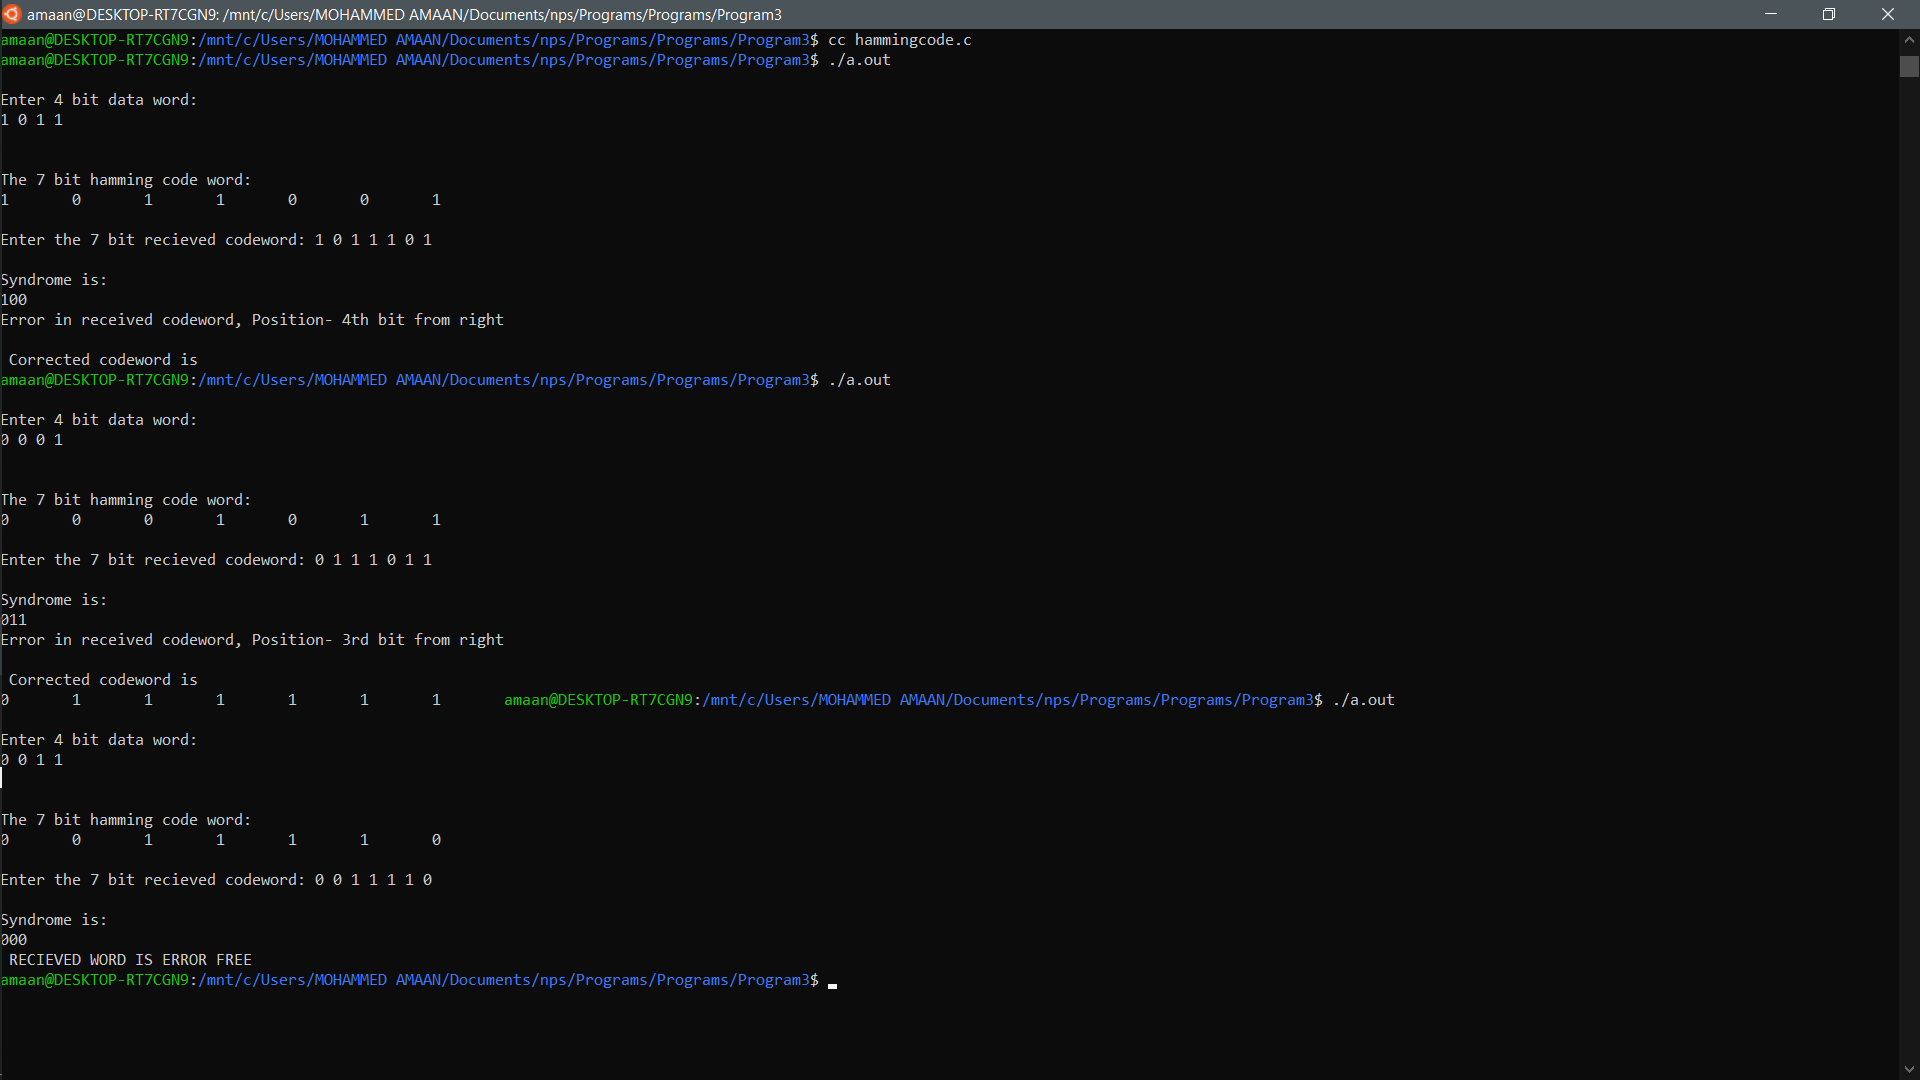 amaan@DESKTOP-RT7CGN9: /mnt/c/Users/MOHAMMED AMAAN/Documents/nps/Programs/Programs/Program3
amaan@DESKTOP-RT7CGN9:/mnt/c/Users/MOHAMMED AMAAN/Documents/nps/Programs/Programs/Program3$ cc hammingcode.c
amaan@DESKTOP-RT7CGN9:/mnt/c/Users/MOHAMMED AMAAN/Documents/nps/Programs/Programs/Program3$ ./a.out
Enter 4 bit data word:
1 0 1 1
The 7 bit hamming code word:
1 0 1 1 0 0 1
Enter the 7 bit recieved codeword: 1 0 1 1 1 0 1
Syndrome is:
100
Error in received codeword, Position- 4th bit from right
Corrected codeword is
amaan@DESKTOP-RT7CGN9:/mnt/c/Users/MOHAMMED AMAAN/Documents/nps/Programs/Programs/Program3$ ./a.out
Enter 4 bit data word:
0 0 0 1
The 7 bit hamming code word:
0 0 0 1 0 1 1
Enter the 7 bit recieved codeword: 0 1 1 1 0 1 1
Syndrome is:
011
Error in received codeword, Position- 3rd bit from right
Corrected codeword is
0 1 1 1 1 1 1 amaan@DESKTOP-RT7CGN9:/mnt/c/Users/MOHAMMED AMAAN/Documents/nps/Programs/Programs/Program3$ ./a.out
Enter 4 bit data word:
0 0 1 1
The 7 bit hamming code word:
0 0 1 1 1 1 0
Enter the 7 bit recieved codeword: 0 0 1 1 1 1 0
Syndrome is:
000
RECIEVED WORD IS ERROR FREE
amaan@DESKTOP-RT7CGN9:/mnt/c/Users/MOHAMMED AMAAN/Documents/nps/Programs/Programs/Program3$